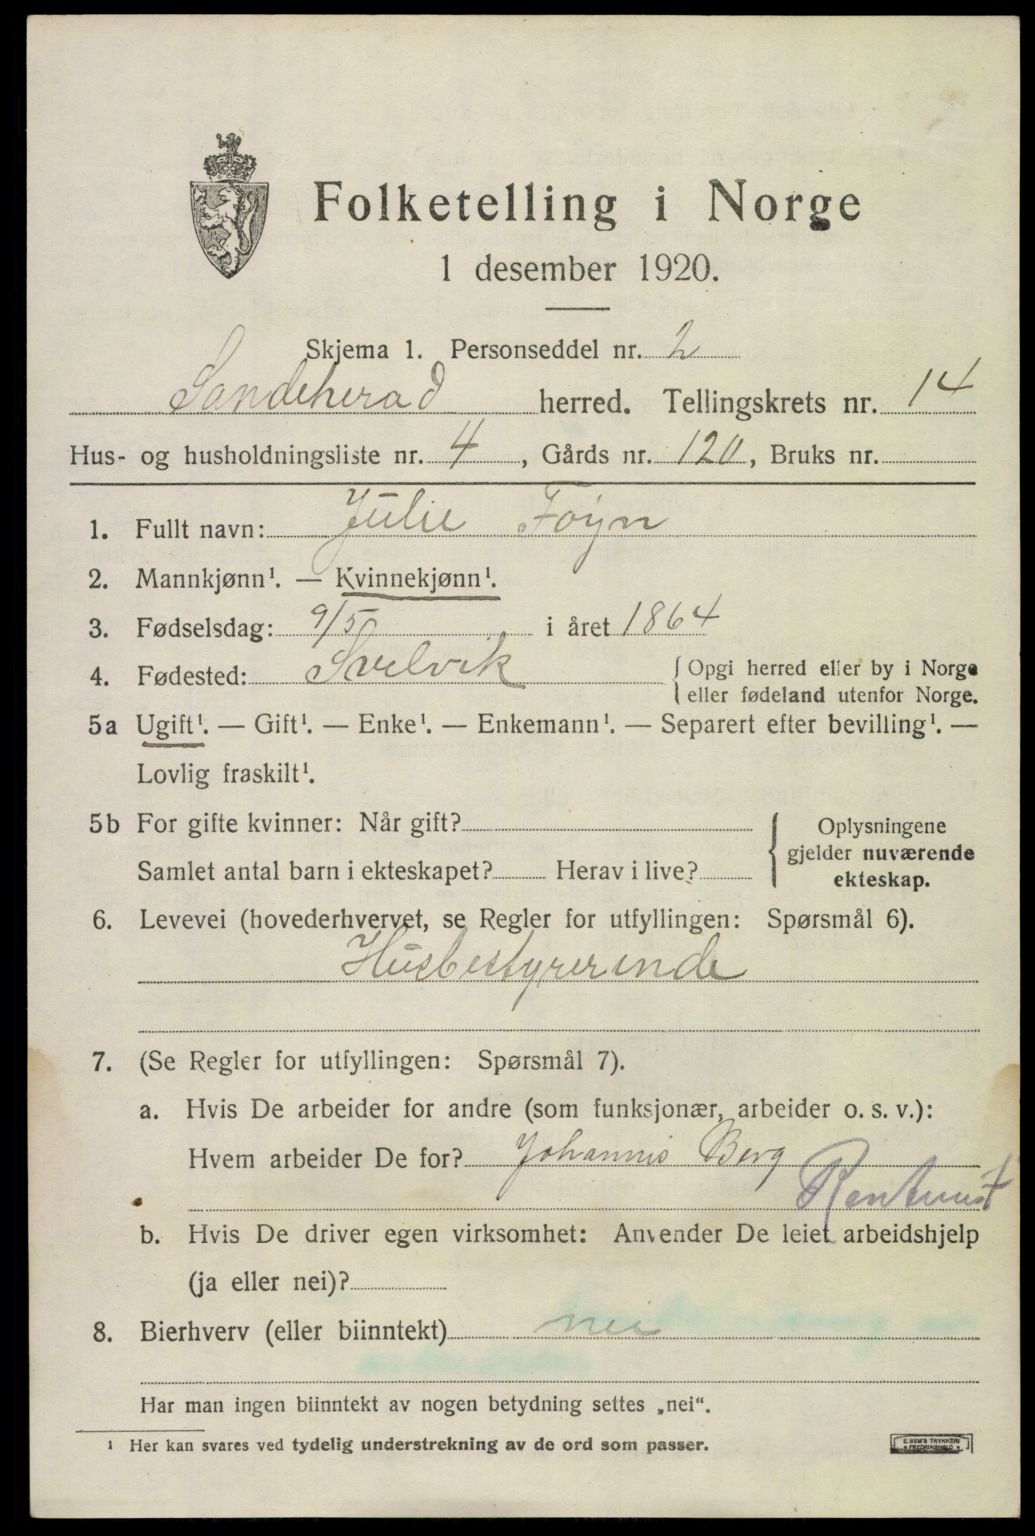 Folketelling i Norge
1 desember 1920.
Skjema 1. Personseddel nr. 2
Sandeherad herred. Tellingskrets nr. 14
Hus- og husholdningsliste nr. 4, Gårds nr. 120, Bruks nr.
1. Fullt navn: Julie Foyn
2. Mannkjønn¹. — Kvinnekjønn¹.
3. Fødselsdag: 9/5 i året 1864
4. Fødested: Svelvik { Opgi herred eller by i Norge
eller fødeland utenfor Norge.
5a Ugift¹. — Gift¹. — Enke¹. — Enkemann¹. — Separert efter bevilling¹. —
Lovlig fraskilt¹.
5b For gifte kvinner: Når gift? { Oplysningene
gjelder nuværende
Samlet antal barn i ekteskapet? Herav i live?
ekteskap.
6. Levevei (hovederhvervet, se Regler for utfyllingen: Spørsmål 6).
Husbestyrerinde
7. (Se Regler for utfyllingen: Spørsmål 7).
a. Hvis De arbeider for andre (som funksjonær, arbeider o. s. v.):
Hvem arbeider De for? Johannis Berg
b. Hvis De driver egen virksomhet: Anvender De leiet arbeidshjelp
(ja eller nei)?
8. Bierhverv (eller biinntekt) nei
Har man ingen biinntekt av nogen betydning settes „nei“.
¹ Her kan svares ved tydelig understrekning av de ord som passer.